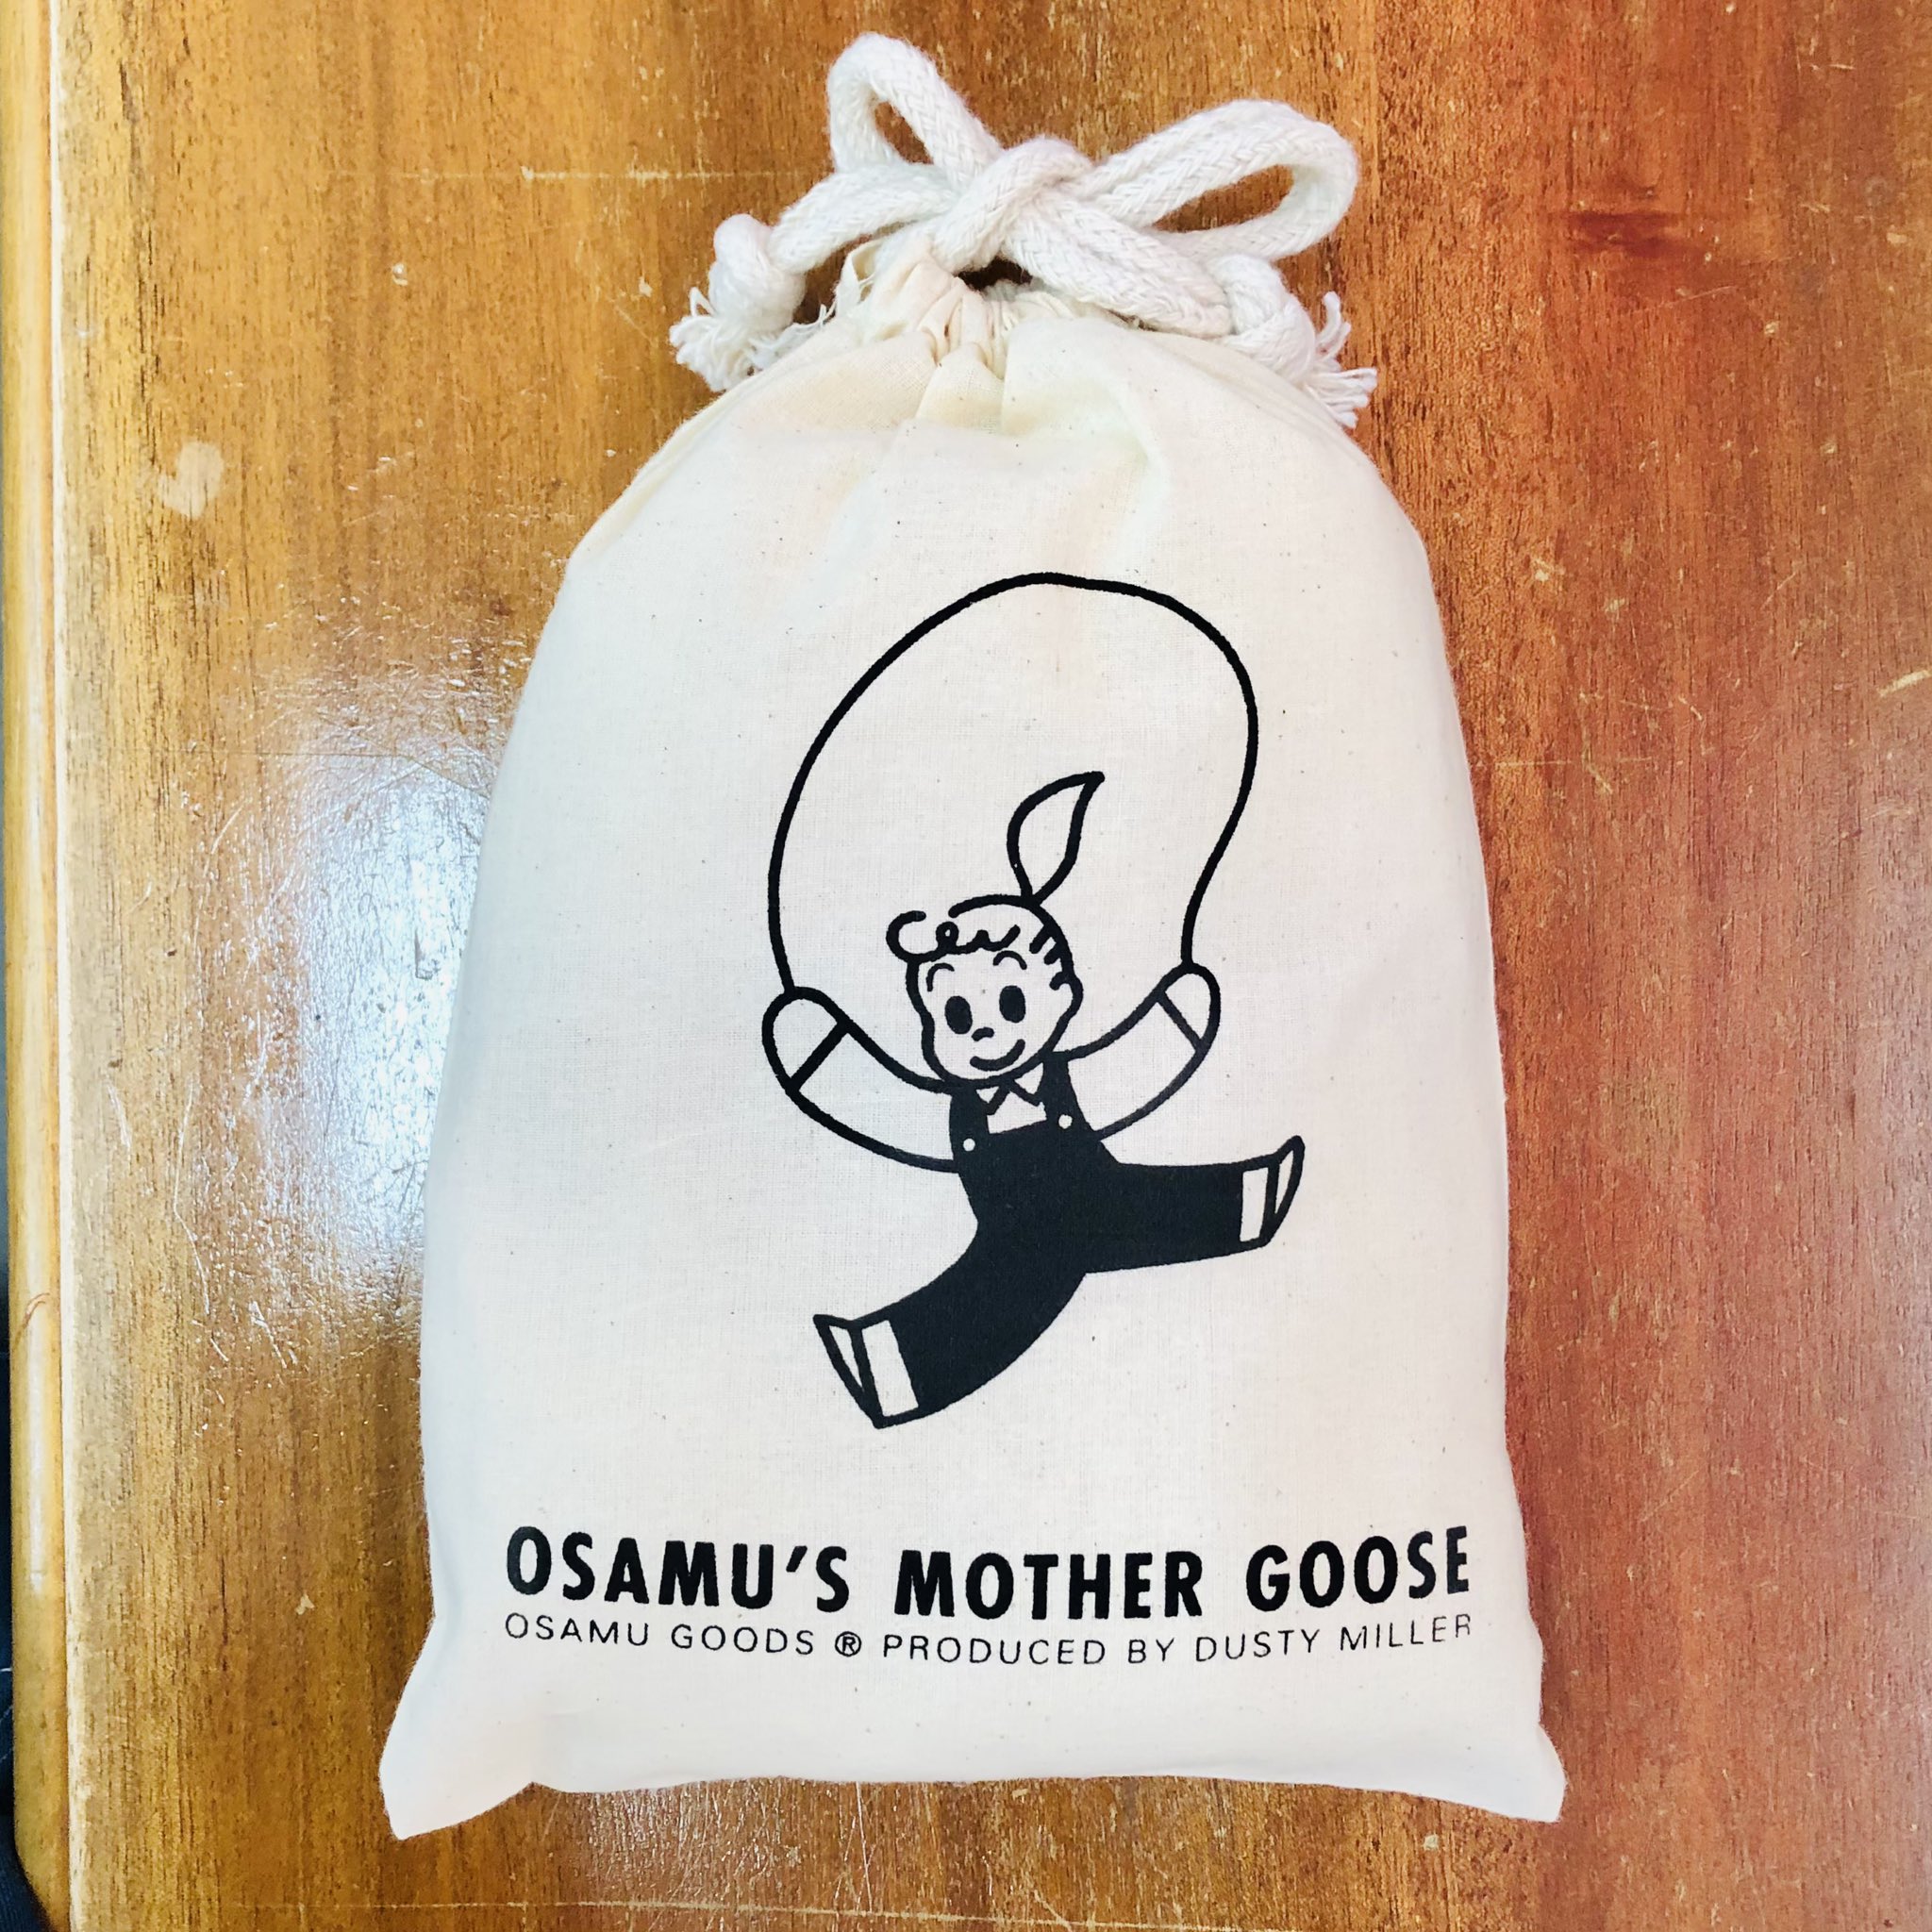 OSAMU'S MOTHER GOOSE
OSAMU GOODS ® PRODUCED BY DUSTY MILLER